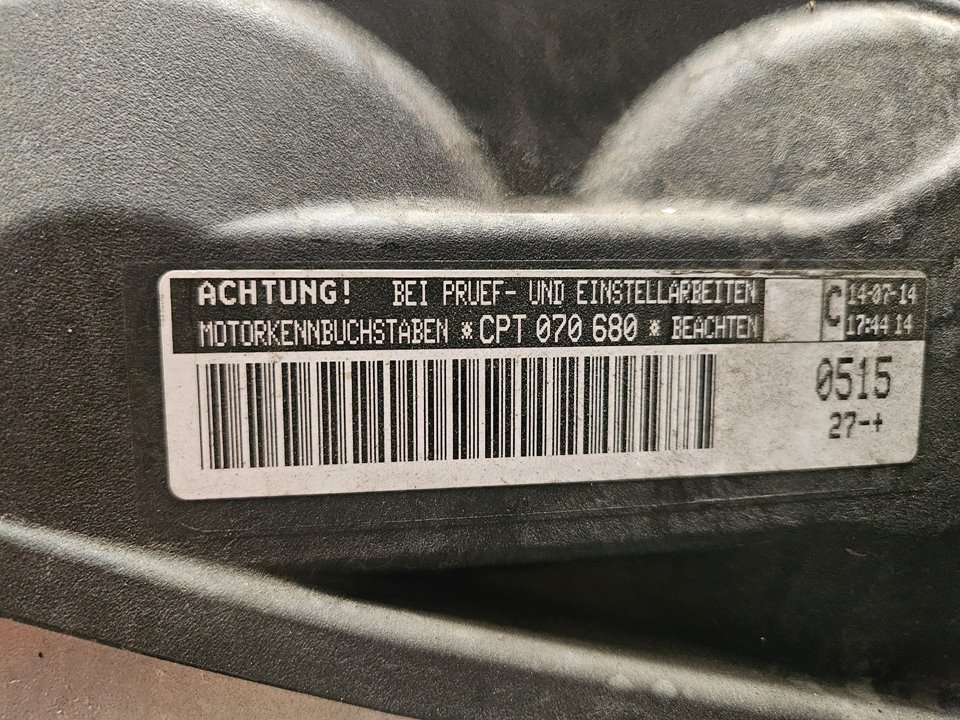 ACHTUNG! BEI PRUEF- UND EINSTELLARBEITEN
MOTORKENNBUCHSTABEN *CPT 070 680 * BEACHTEN
C
14-07-14
17:44 14
0515
27-+